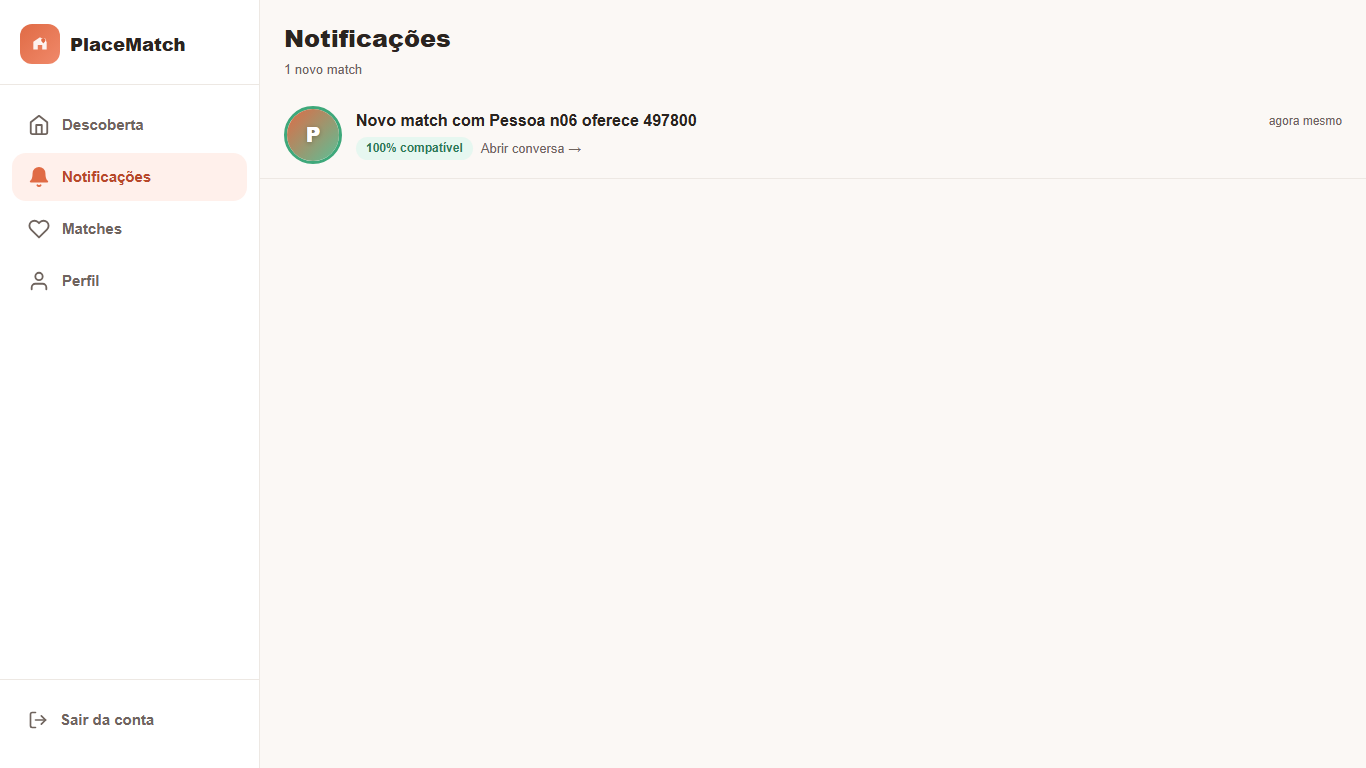 PlaceMatch
Descoberta
Notificações
Matches
Perfil
Sair da conta
Notificações
1 novo match
P
Novo match com Pessoa n06 oferece 497800
agora mesmo
100% compatível
Abrir conversa →